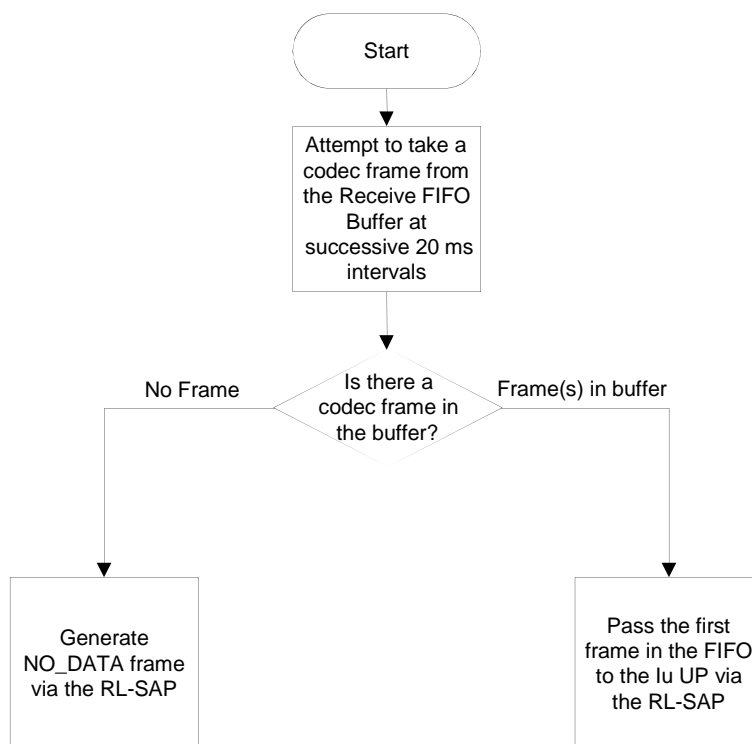 Start
Attempt to take a
codec frame from
the Receive FIFO
Buffer at
successive 20 ms
intervals
No Frame
Is there a
codec frame in
the buffer?
Frame(s) in buffer
Generate
NO_DATA frame
via the RL-SAP
Pass the first
frame in the FIFO
to the Iu UP via
the RL-SAP